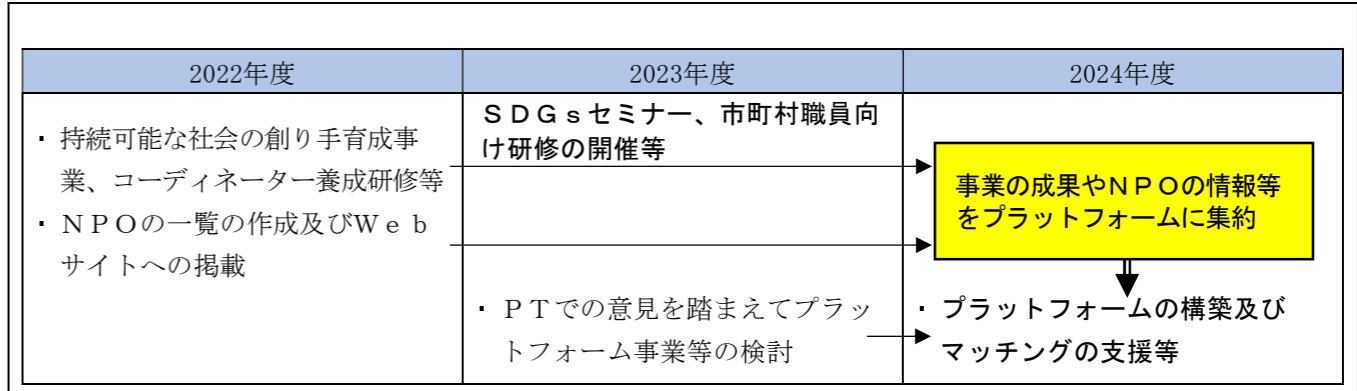 2022年度
2023年度
2024年度
・持続可能な社会の創り手育成事
業、コーディネーター養成研修等
・ＮＰＯの一覧の作成及びＷｅｂ
サイトへの掲載
ＳＤＧｓセミナー、市町村職員向
け研修の開催等
・ＰＴでの意見を踏まえてプラッ
トフォーム事業等の検討
事業の成果やＮＰＯの情報等
をプラットフォームに集約
・プラットフォームの構築及び
マッチングの支援等